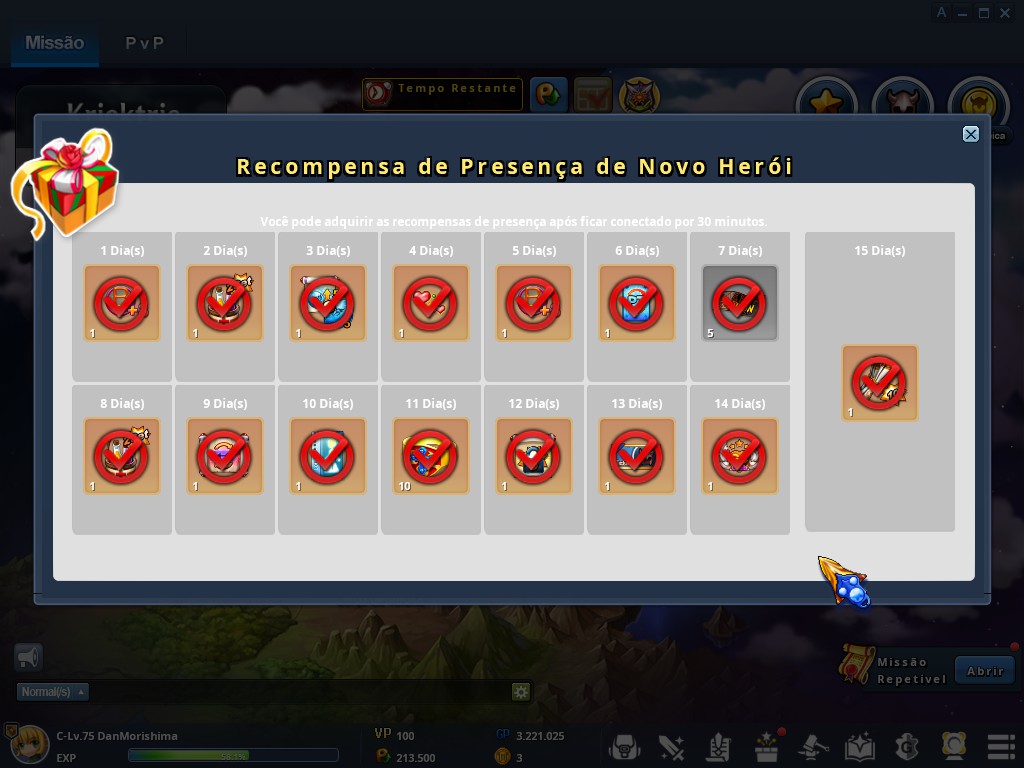 A
Missão
PvP
Tempo Restante
Recompensa de Presença de Novo Herói
Você pode adquirir as recompensas de presença após ficar conectado por 30 minutos.
1 Dia(s)
2 Dia(s)
3 Dia(s)
4 Dia(s)
5 Dia(s)
6 Dia(s)
7 Dia(s)
15 Dia(s)
1
1
1
1
1
1
5
1
8 Dia(s)
9 Dia(s)
10 Dia(s)
11 Dia(s)
12 Dia(s)
13 Dia(s)
14 Dia(s)
1
1
1
10
1
1
1
Missão
Repetível
Abrir
Normal(/s)
C-Lv.75 DanMorishima
VP 100
GP 3.221.025
EXP
213.500
3